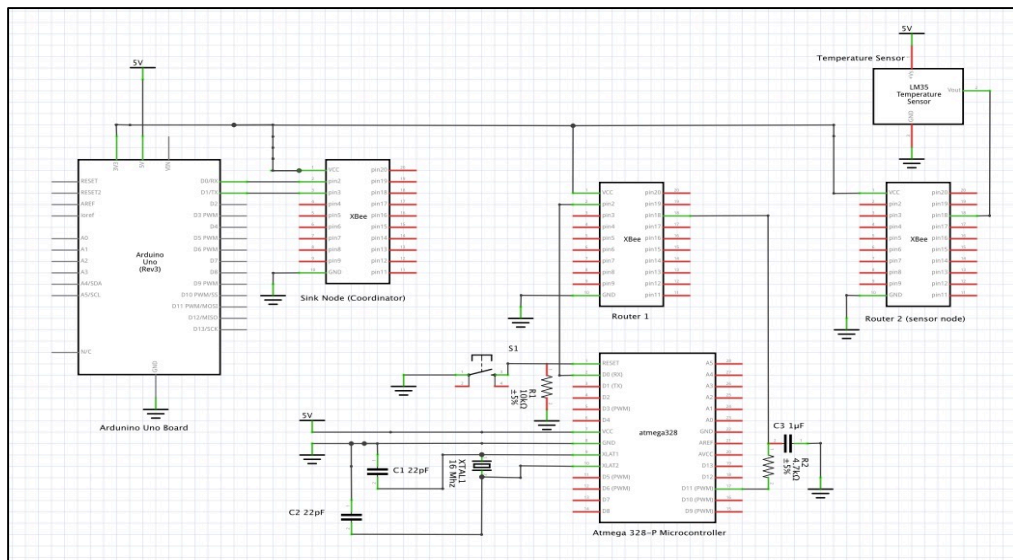 5V
Temperature Sensor
5V
Vs
LM35
Temperature
Sensor
Vout
GND
3V3
5V
VIN
RESET
RESET2
AREF
ioref
A0
A1
A2
A3
A4/SDA
A5/SCL
N/C
GND
Arduino
Uno
(Rev3)
D0/RX
D1/TX
D2
D3 PWM
D4
D5 PWM
D6 PWM
D7
D8
D9 PWM
D10 PWM/SS
D11 PWM/MOSI
D12/MISO
D13/SCK
Ardunino Uno Board
VCC
pin2
pin3
pin4
pin5
pin6
pin7
pin8
pin9
GND
XBee
pin20
pin19
pin18
pin17
pin16
pin15
pin14
pin13
pin12
pin11
Sink Node (Coordinator)
VCC
pin2
pin3
pin4
pin5
pin6
pin7
pin8
pin9
GND
XBee
pin20
pin19
pin18
pin17
pin16
pin15
pin14
pin13
pin12
pin11
Router 1
VCC
pin2
pin3
pin4
pin5
pin6
pin7
pin8
pin9
GND
XBee
pin20
pin19
pin18
pin17
pin16
pin15
pin14
pin13
pin12
pin11
Router 2 (sensor node)
S1
R1
10kΩ
±5%
5V
C1 22pF
C2 22pF
XTAL1
16 Mhz
RESET
D0 (RX)
D1 (TX)
D2
D3 (PWM)
D4
VCC
GND
XLAT1
XLAT2
D5 (PWM)
D6 (PWM)
D7
D8
atmega328
A5
A4
A3
A2
A1
A0
GND
AREF
AVCC
D13
D12
D11 (PWM)
D10 (PWM)
D9 (PWM)
Atmega 328-P Microcontroller
C3 1µF
R2
4.7kΩ
±5%